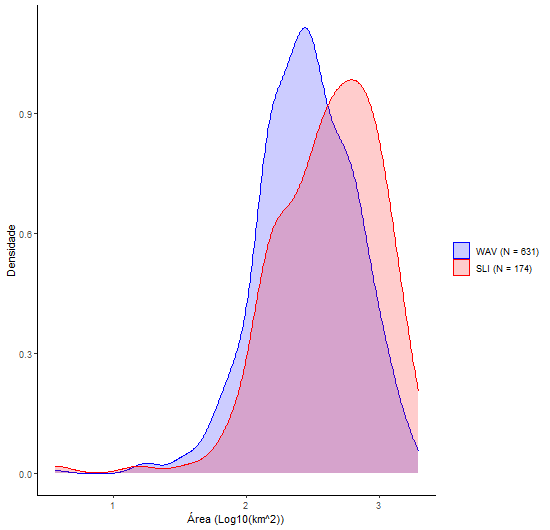 Densidade
0.9
0.6
0.3
0.0
1
2
3
Área (Log10(km^2))
WAV (N = 631)
SLI (N = 174)